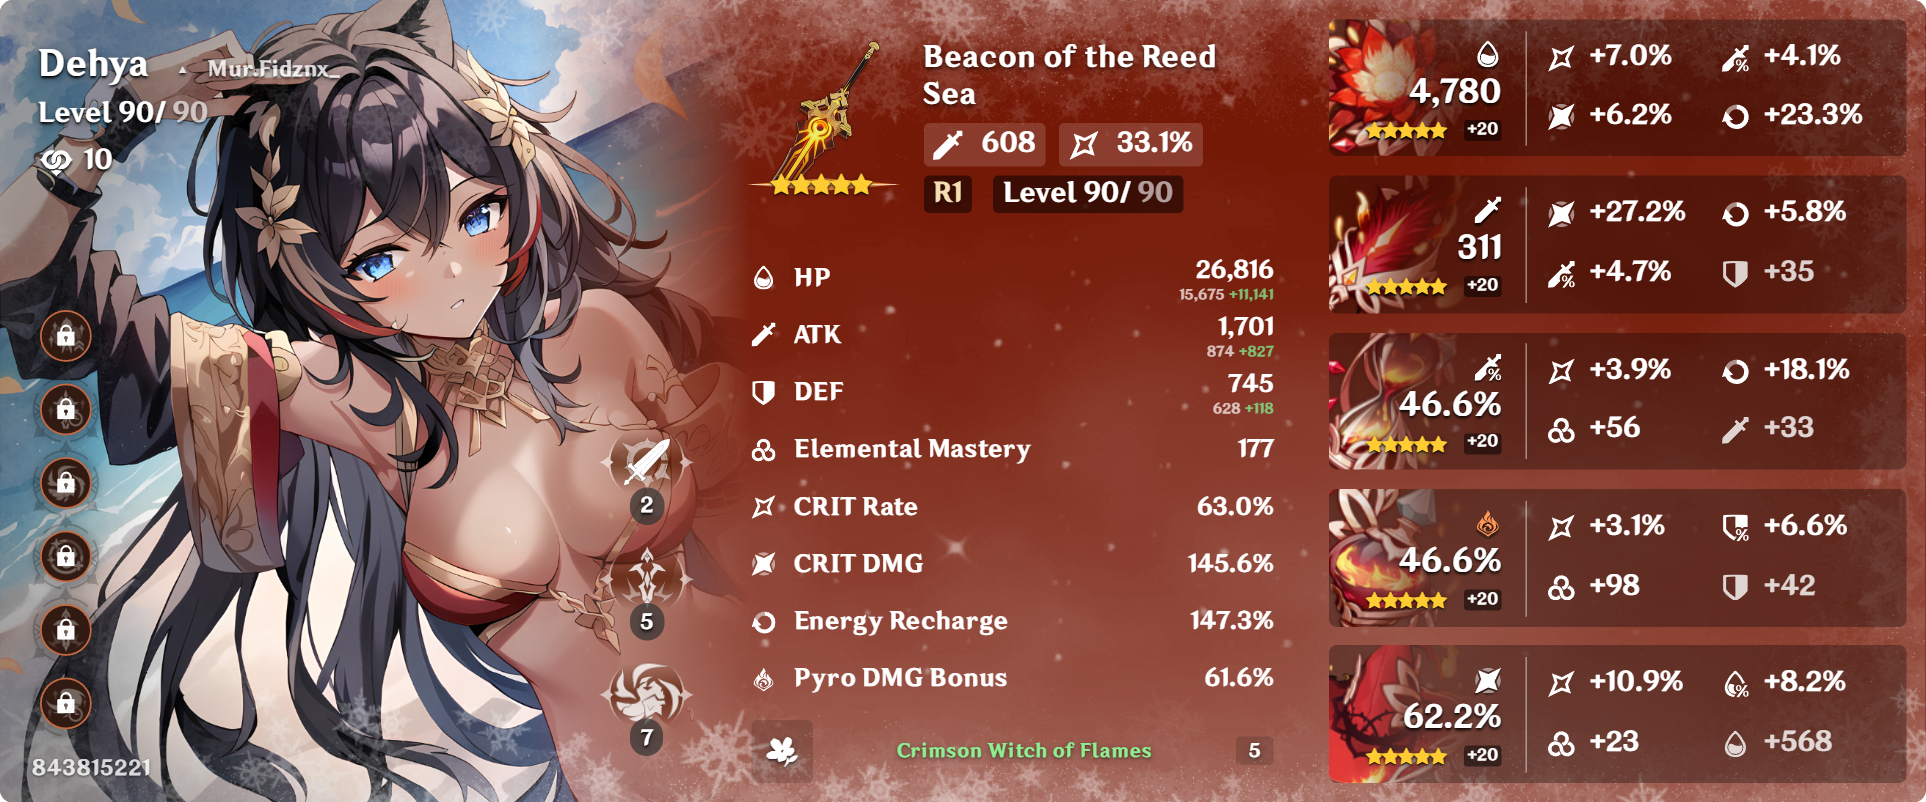 Dehya
Mur.Fidznx_
Level 90/ 90
10
2
5
7
843815221
Beacon of the Reed
Sea
608 33.1%
R1 Level 90/ 90
HP 26,816
15,675 +11,141
ATK 1,701
874 +827
DEF 745
628 +118
Elemental Mastery 177
CRIT Rate 63.0%
CRIT DMG 145.6%
Energy Recharge 147.3%
Pyro DMG Bonus 61.6%
Crimson Witch of Flames 5
4,780
+20
+7.0% +4.1%
+6.2% +23.3%
311
+20
+27.2% +5.8%
+4.7% +35
46.6%
+20
+3.9% +18.1%
+56 +33
46.6%
+20
+3.1% +6.6%
+98 +42
62.2%
+20
+10.9% +8.2%
+23 +568